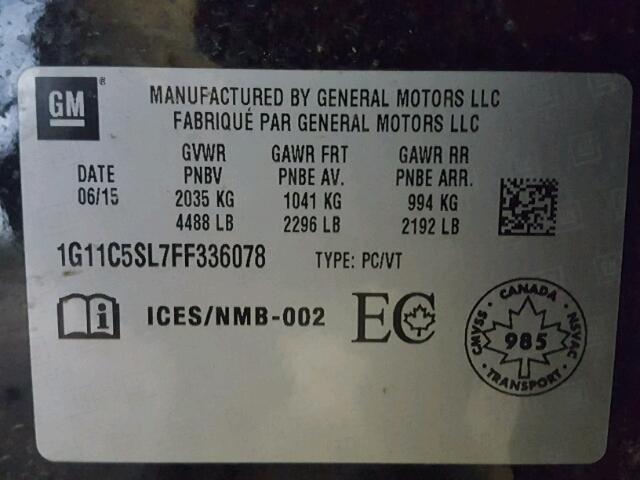 GM ®
MANUFACTURED BY GENERAL MOTORS LLC
FABRIQUÉ PAR GENERAL MOTORS LLC
DATE
06/15
GVWR
PNBV
2035 KG
4488 LB
GAWR FRT
PNBE AV.
1041 KG
2296 LB
GAWR RR
PNBE ARR.
994 KG
2192 LB
1G11C5SL7FF336078 TYPE: PC/VT
i ICES/NMB-002 EC
CANADA
CMVSS 985 NSVAC
TRANSPORT